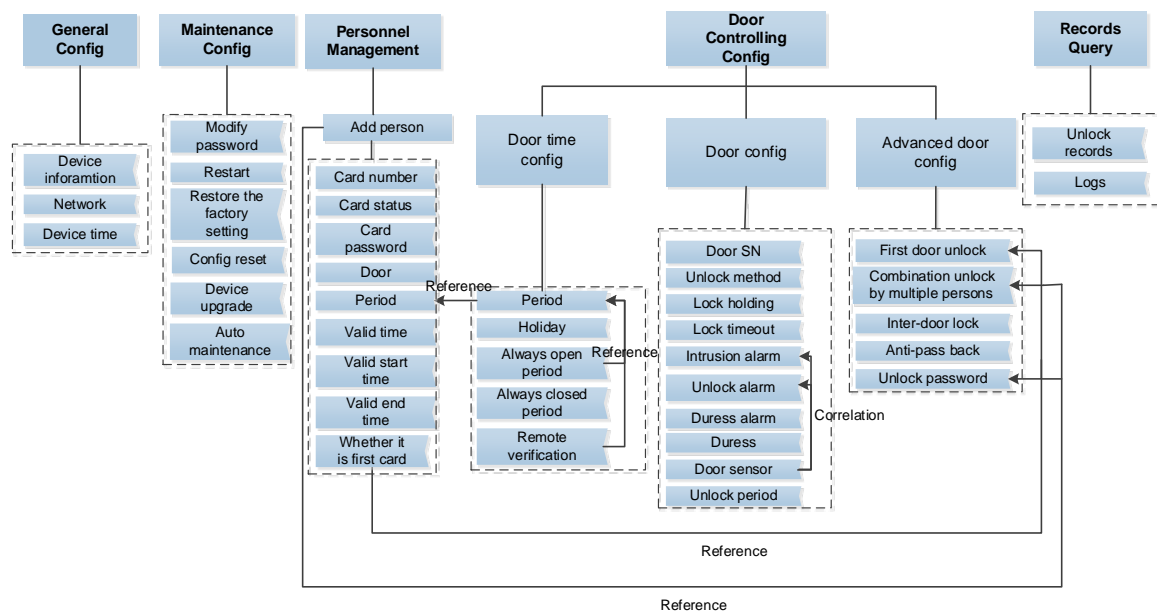 General
Config
Maintenance
Config
Personnel
Management
Door
Controlling
Config
Records
Query
Device
inforamtion
Network
Device time
Modify
password
Restart
Restore the
factory
setting
Config reset
Device
upgrade
Auto
maintenance
Add person
Card number
Card status
Card
password
Door
Period
Valid time
Valid start
time
Valid end
time
Whether it
is first card
Reference
Door time
config
Period
Holiday
Always open
period
Always closed
period
Remote
verification
Reference
Door config
Door SN
Unlock method
Lock holding
Lock timeout
Intrusion alarm
Unlock alarm
Duress alarm
Duress
Door sensor
Unlock period
Correlation
Advanced door
config
First door unlock
Combination unlock
by multiple persons
Inter-door lock
Anti-pass back
Unlock password
Unlock
records
Logs
Reference
Reference